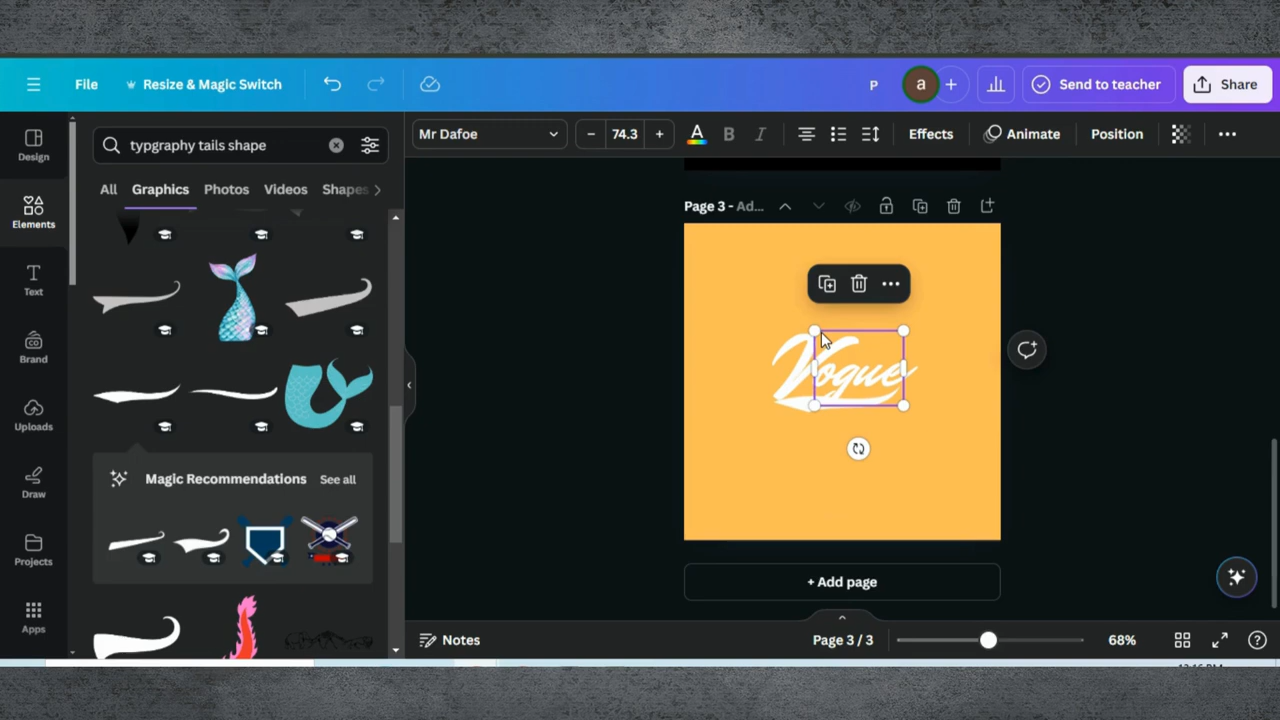 File
Resize & Magic Switch
P
a
+
Send to teacher
Share
Design
Elements
Text
Brand
Uploads
Draw
Projects
Apps
typgraphy tails shape
All
Graphics
Photos
Videos
Shapes
Magic Recommendations
See all
Mr Dafoe
− 74.3 +
A
B
I
Effects
Animate
Position
Page 3 - Ad...
Vogue
+ Add page
Notes
Page 3 / 3
68%